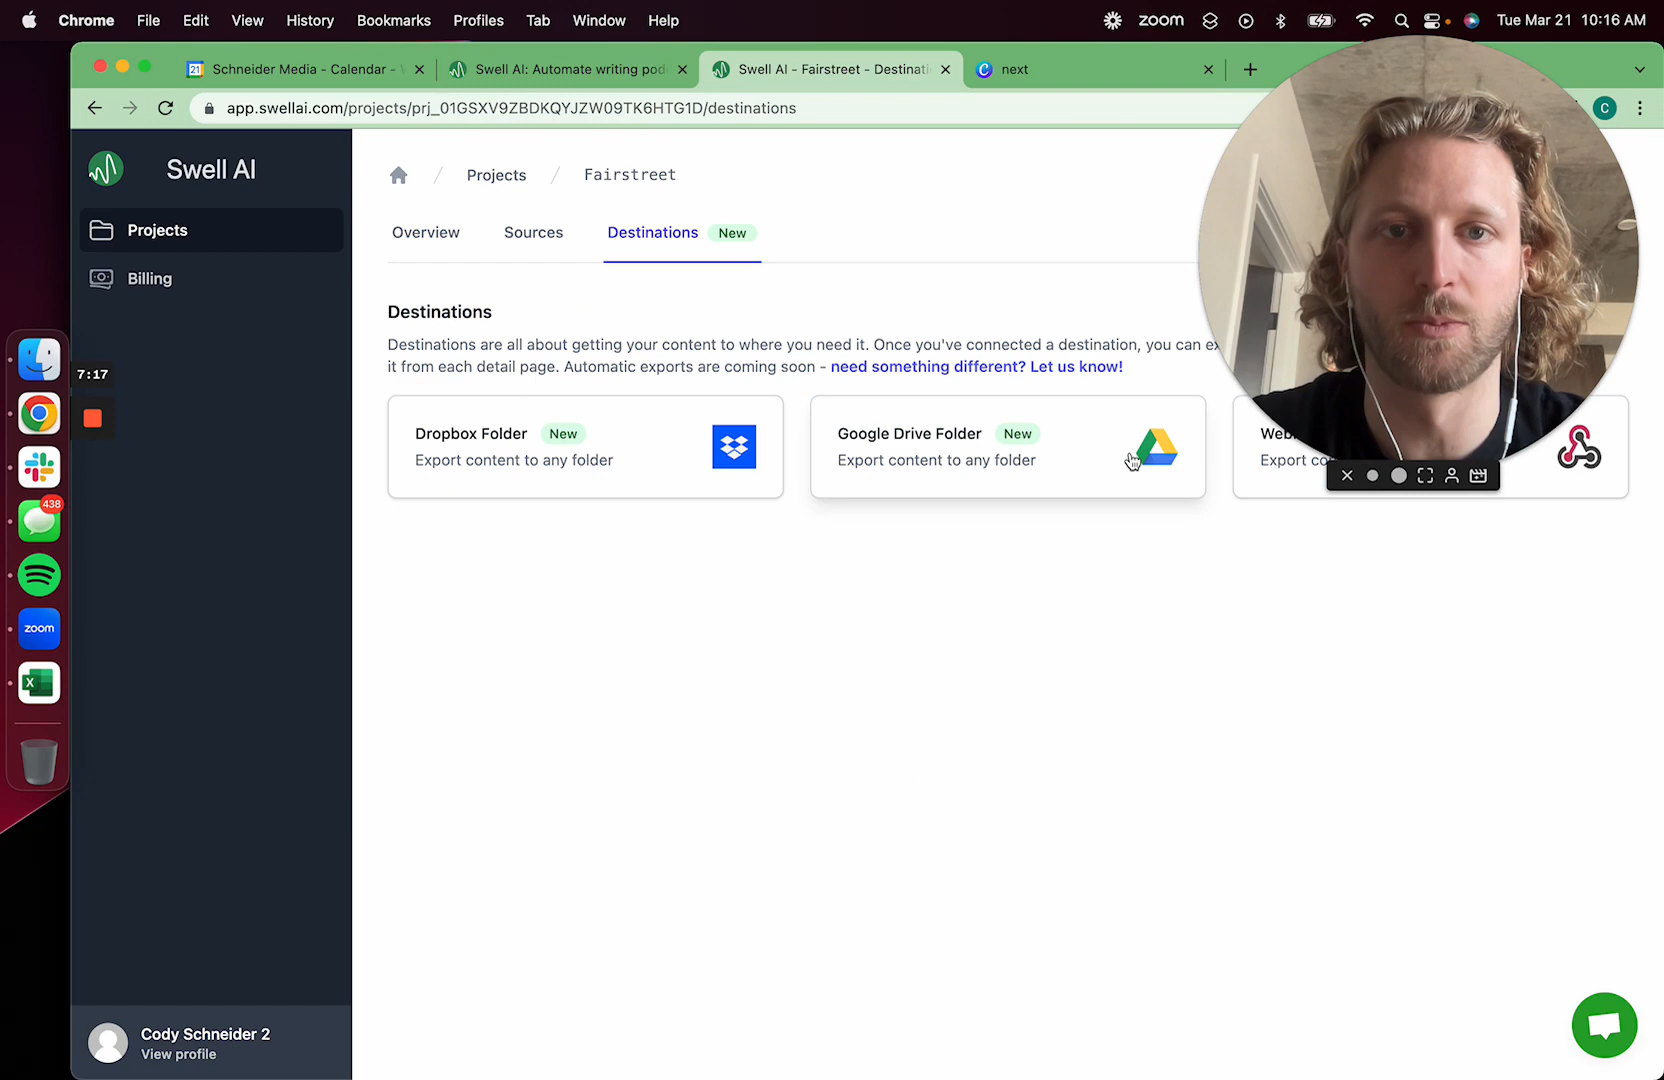 Chrome File Edit View History Bookmarks Profiles Tab Window Help
zoom
Tue Mar 21 10:16 AM
21 Schneider Media - Calendar -
Swell AI: Automate writing pod
Swell AI - Fairstreet - Destinati
C next
app.swellai.com/projects/prj_01GSXV9ZBDKQYJZW09TK6HTG1D/destinations
C
Swell AI
Projects
Billing
Projects / Fairstreet
Overview
Sources
Destinations New
Destinations
Destinations are all about getting your content to where you need it. Once you've connected a destination, you can ex
it from each detail page. Automatic exports are coming soon - need something different? Let us know!
Dropbox Folder New
Export content to any folder
Google Drive Folder New
Export content to any folder
Web
Export co
7:17
438
zoom
X
Cody Schneider 2
View profile